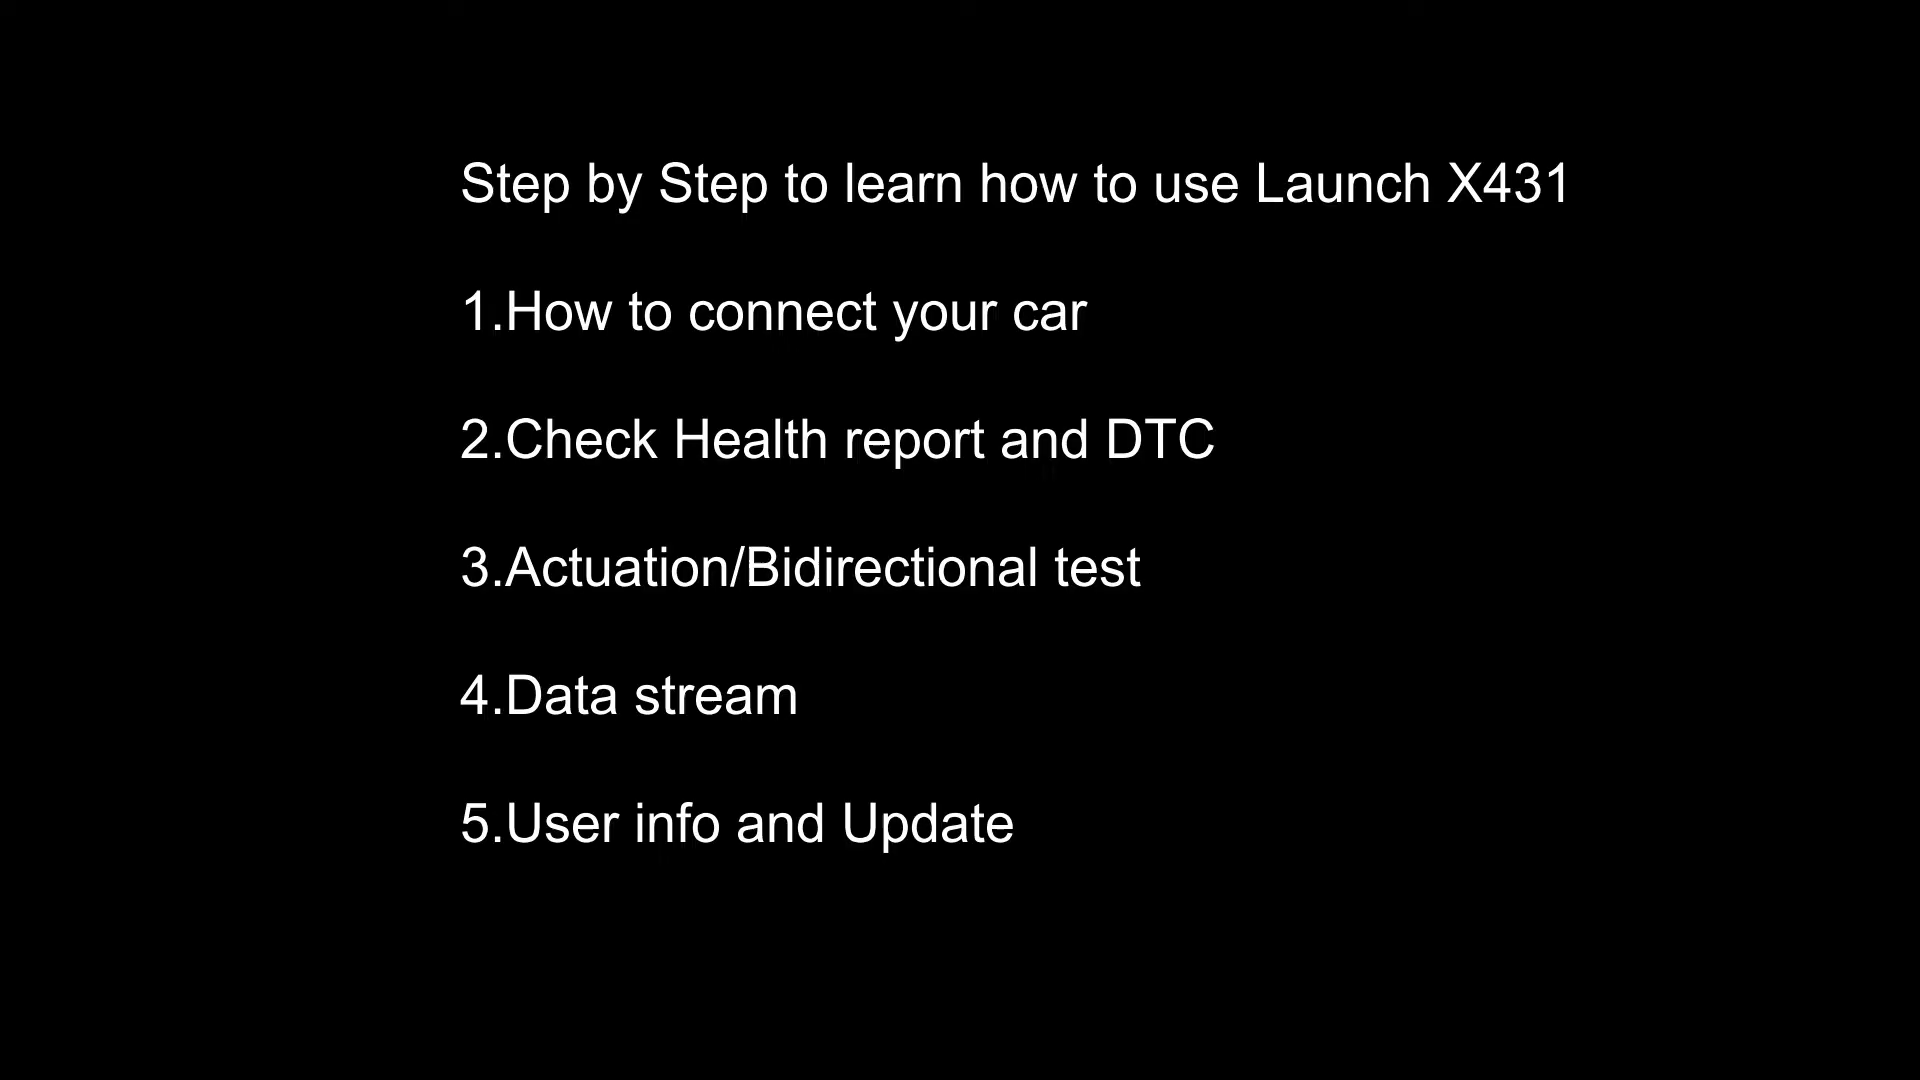 Step by Step to learn how to use Launch X431
1.How to connect your car
2.Check Health report and DTC
3.Actuation/Bidirectional test
4.Data stream
5.User info and Update